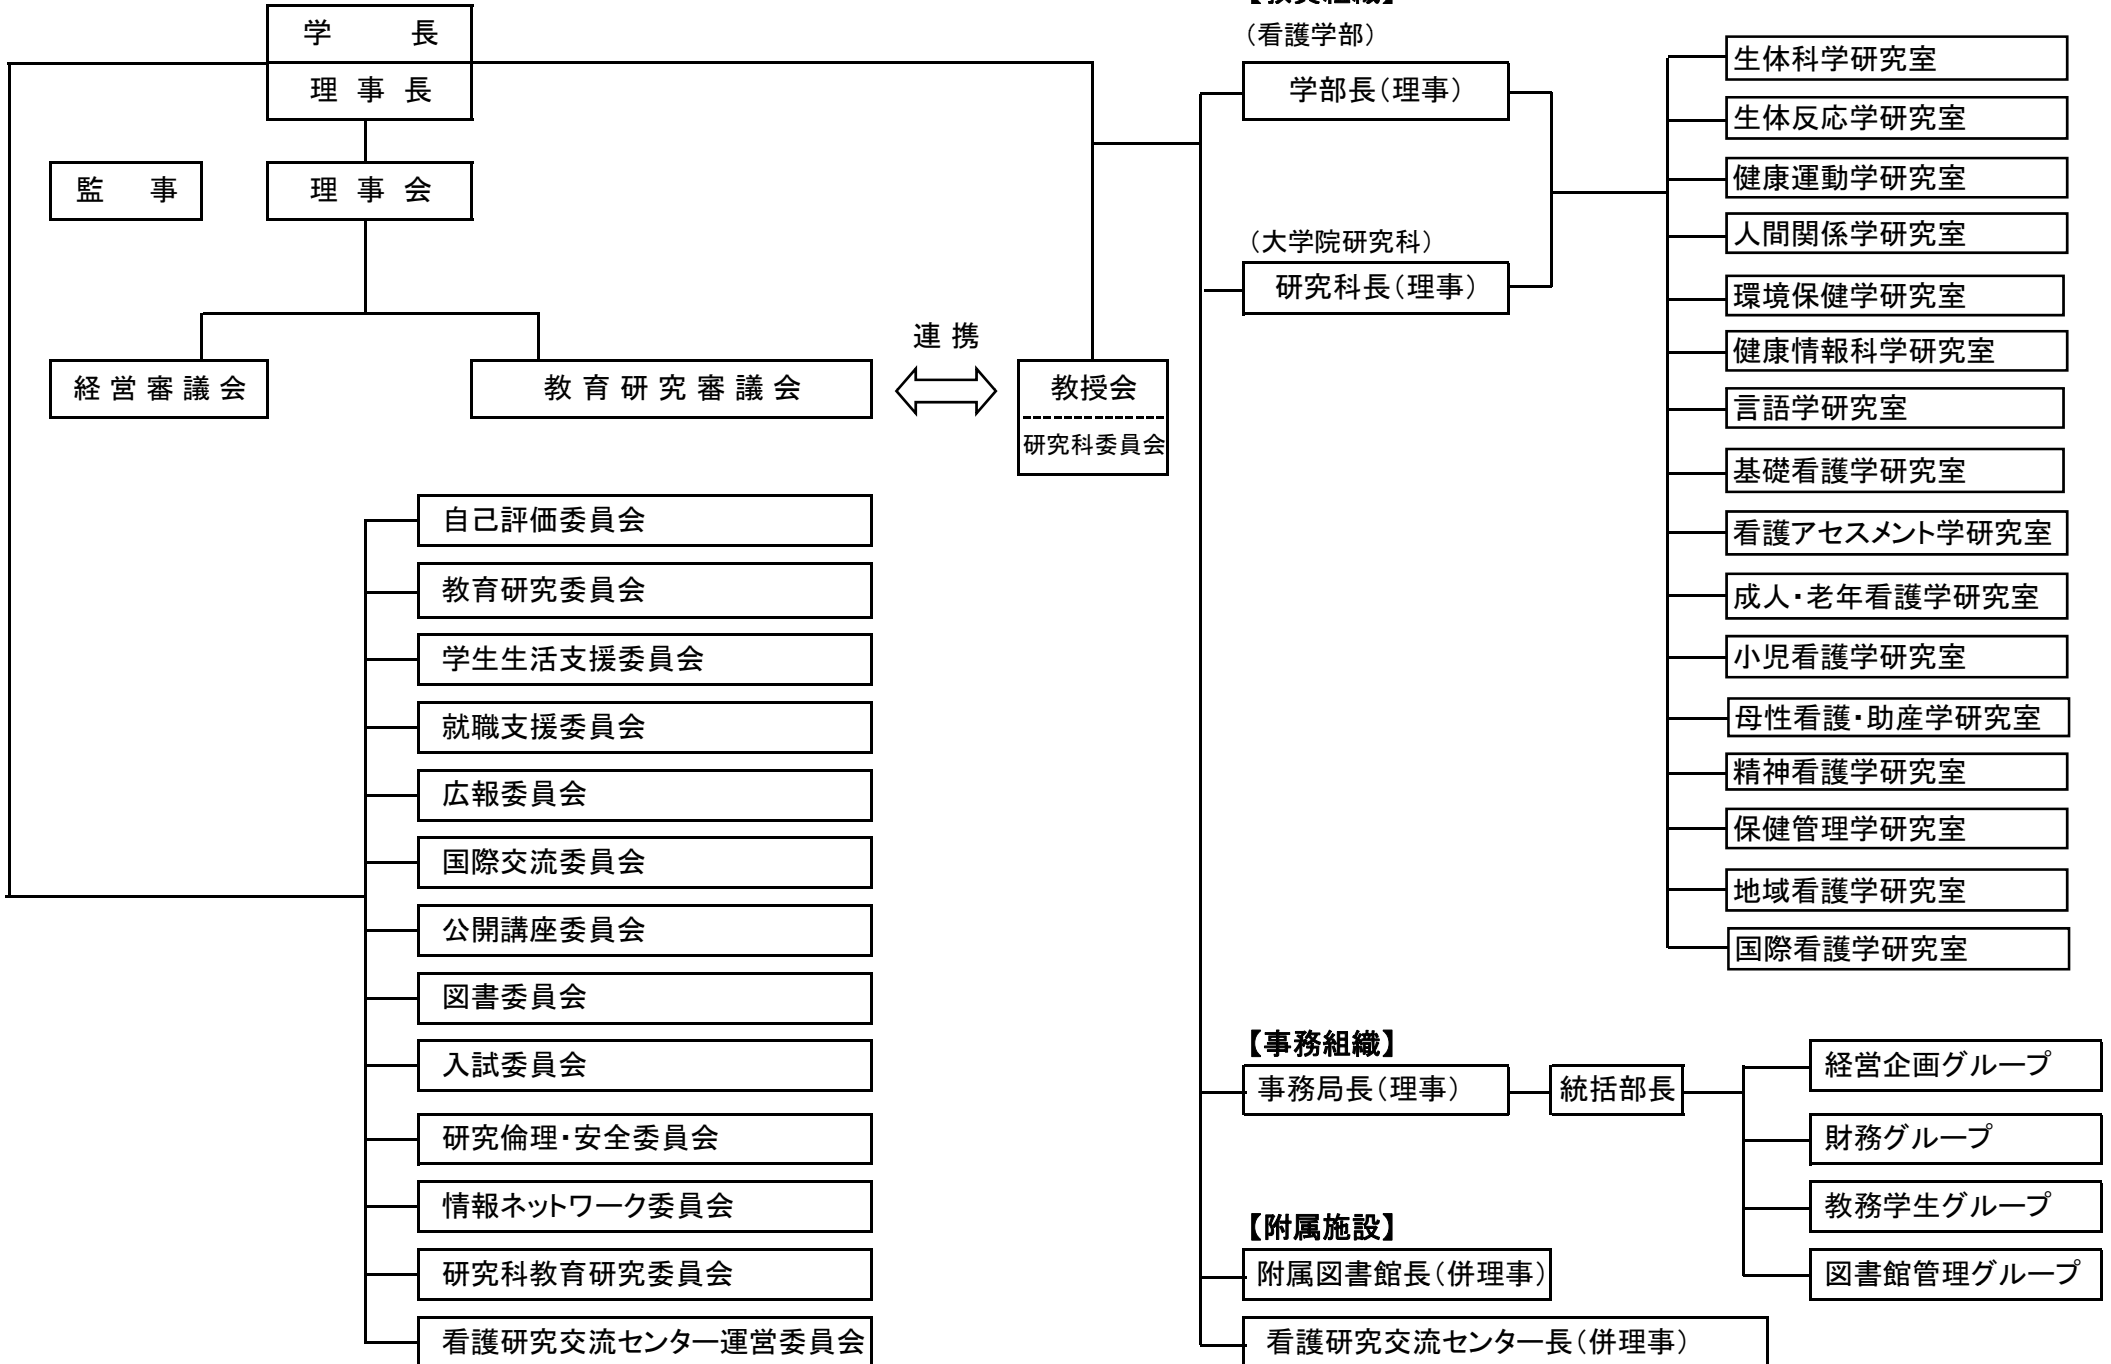 学　長
理 事 長
監　事
理 事 会
経 営 審 議 会
教 育 研 究 審 議 会
連 携
教授会
研究科委員会
自己評価委員会
教育研究委員会
学生生活支援委員会
就職支援委員会
広報委員会
国際交流委員会
公開講座委員会
図書委員会
入試委員会
研究倫理・安全委員会
情報ネットワーク委員会
研究科教育研究委員会
看護研究交流センター運営委員会
（看護学部）
学部長（理事）
（大学院研究科）
研究科長（理事）
生体科学研究室
生体反応学研究室
健康運動学研究室
人間関係学研究室
環境保健学研究室
健康情報科学研究室
言語学研究室
基礎看護学研究室
看護アセスメント学研究室
成人・老年看護学研究室
小児看護学研究室
母性看護・助産学研究室
精神看護学研究室
保健管理学研究室
地域看護学研究室
国際看護学研究室
【事務組織】
事務局長（理事）
統括部長
経営企画グループ
財務グループ
教務学生グループ
図書館管理グループ
【附属施設】
附属図書館長（併理事）
看護研究交流センター長（併理事）